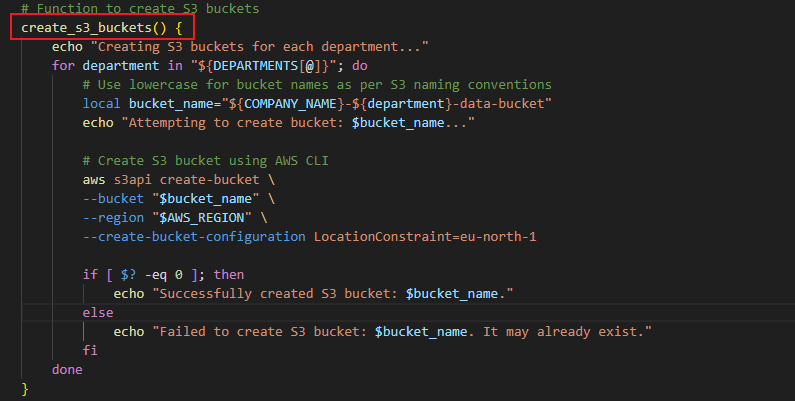 # Function to create S3 buckets
create_s3_buckets() {
    echo "Creating S3 buckets for each department..."
    for department in "${DEPARTMENTS[@]}"; do
        # Use lowercase for bucket names as per S3 naming conventions
        local bucket_name="${COMPANY_NAME}-${department}-data-bucket"
        echo "Attempting to create bucket: $bucket_name..."

        # Create S3 bucket using AWS CLI
        aws s3api create-bucket \
        --bucket "$bucket_name" \
        --region "$AWS_REGION" \
        --create-bucket-configuration LocationConstraint=eu-north-1

        if [ $? -eq 0 ]; then
            echo "Successfully created S3 bucket: $bucket_name."
        else
            echo "Failed to create S3 bucket: $bucket_name. It may already exist."
        fi
    done
}